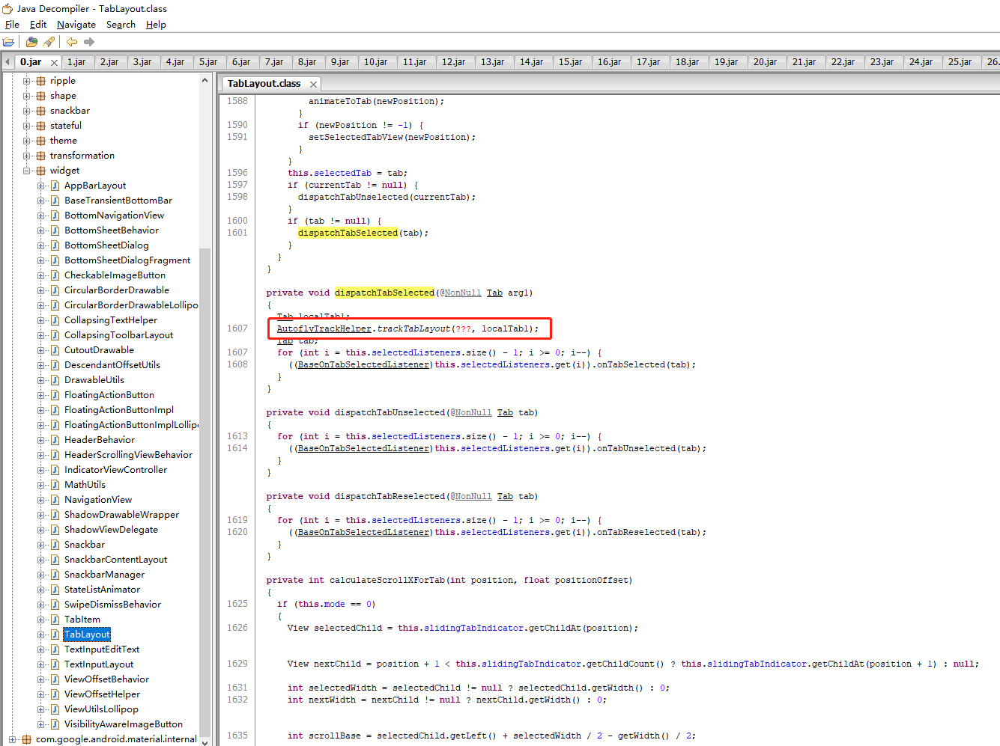 Java Decompiler - TabLayout.class
File Edit Navigate Search Help
0.jar 1.jar 2.jar 3.jar 4.jar 5.jar 6.jar 7.jar 8.jar 9.jar 10.jar 11.jar 12.jar 13.jar 14.jar 15.jar 16.jar 17.jar 18.jar 19.jar 20.jar 21.jar 22.jar 23.jar 24.jar 25.jar 26.
ripple
shape
snackbar
stateful
theme
transformation
widget
AppBarLayout
BaseTransientBottomBar
BottomNavigationView
BottomSheetBehavior
BottomSheetDialog
BottomSheetDialogFragment
CheckableImageButton
CircularBorderDrawable
CircularBorderDrawableLollipo
CollapsingTextHelper
CollapsingToolbarLayout
CutoutDrawable
DescendantOffsetUtils
DrawableUtils
FloatingActionButton
FloatingActionButtonImpl
FloatingActionButtonImplLollip
HeaderBehavior
HeaderScrollingViewBehavior
IndicatorViewController
MathUtils
NavigationView
ShadowDrawableWrapper
ShadowViewDelegate
Snackbar
SnackbarContentLayout
SnackbarManager
StateListAnimator
SwipeDismissBehavior
TabItem
TabLayout
TextInputEditText
TextInputLayout
ViewOffsetBehavior
ViewOffsetHelper
ViewUtilsLollipop
VisibilityAwareImageButton
com.google.android.material.internal
TabLayout.class
1588 animateToTab(newPosition);
}
1590 if (newPosition != -1) {
1591 setSelectedTabView(newPosition);
}
}
1596 this.selectedTab = tab;
1597 if (currentTab != null) {
1598 dispatchTabUnselected(currentTab);
}
1600 if (tab != null) {
1601 dispatchTabSelected(tab);
}
}
}
private void dispatchTabSelected(@NonNull Tab arg1)
{
Tab localTab1;
1607 AutoflyTrackHelper.trackTabLayout(???, localTab1);
Tab tab;
1607 for (int i = this.selectedListeners.size() - 1; i >= 0; i--) {
1608 ((BaseOnTabSelectedListener)this.selectedListeners.get(i)).onTabSelected(tab);
}
}
private void dispatchTabUnselected(@NonNull Tab tab)
{
1613 for (int i = this.selectedListeners.size() - 1; i >= 0; i--) {
1614 ((BaseOnTabSelectedListener)this.selectedListeners.get(i)).onTabUnselected(tab);
}
}
private void dispatchTabReselected(@NonNull Tab tab)
{
1619 for (int i = this.selectedListeners.size() - 1; i >= 0; i--) {
1620 ((BaseOnTabSelectedListener)this.selectedListeners.get(i)).onTabReselected(tab);
}
}
private int calculateScrollXForTab(int position, float positionOffset)
{
1625 if (this.mode == 0)
{
1626 View selectedChild = this.slidingTabIndicator.getChildAt(position);
1629 View nextChild = position + 1 < this.slidingTabIndicator.getChildCount() ? this.slidingTabIndicator.getChildAt(position + 1) : null;
1631 int selectedWidth = selectedChild != null ? selectedChild.getWidth() : 0;
1632 int nextWidth = nextChild != null ? nextChild.getWidth() : 0;
1635 int scrollBase = selectedChild.getLeft() + selectedWidth / 2 - getWidth() / 2;